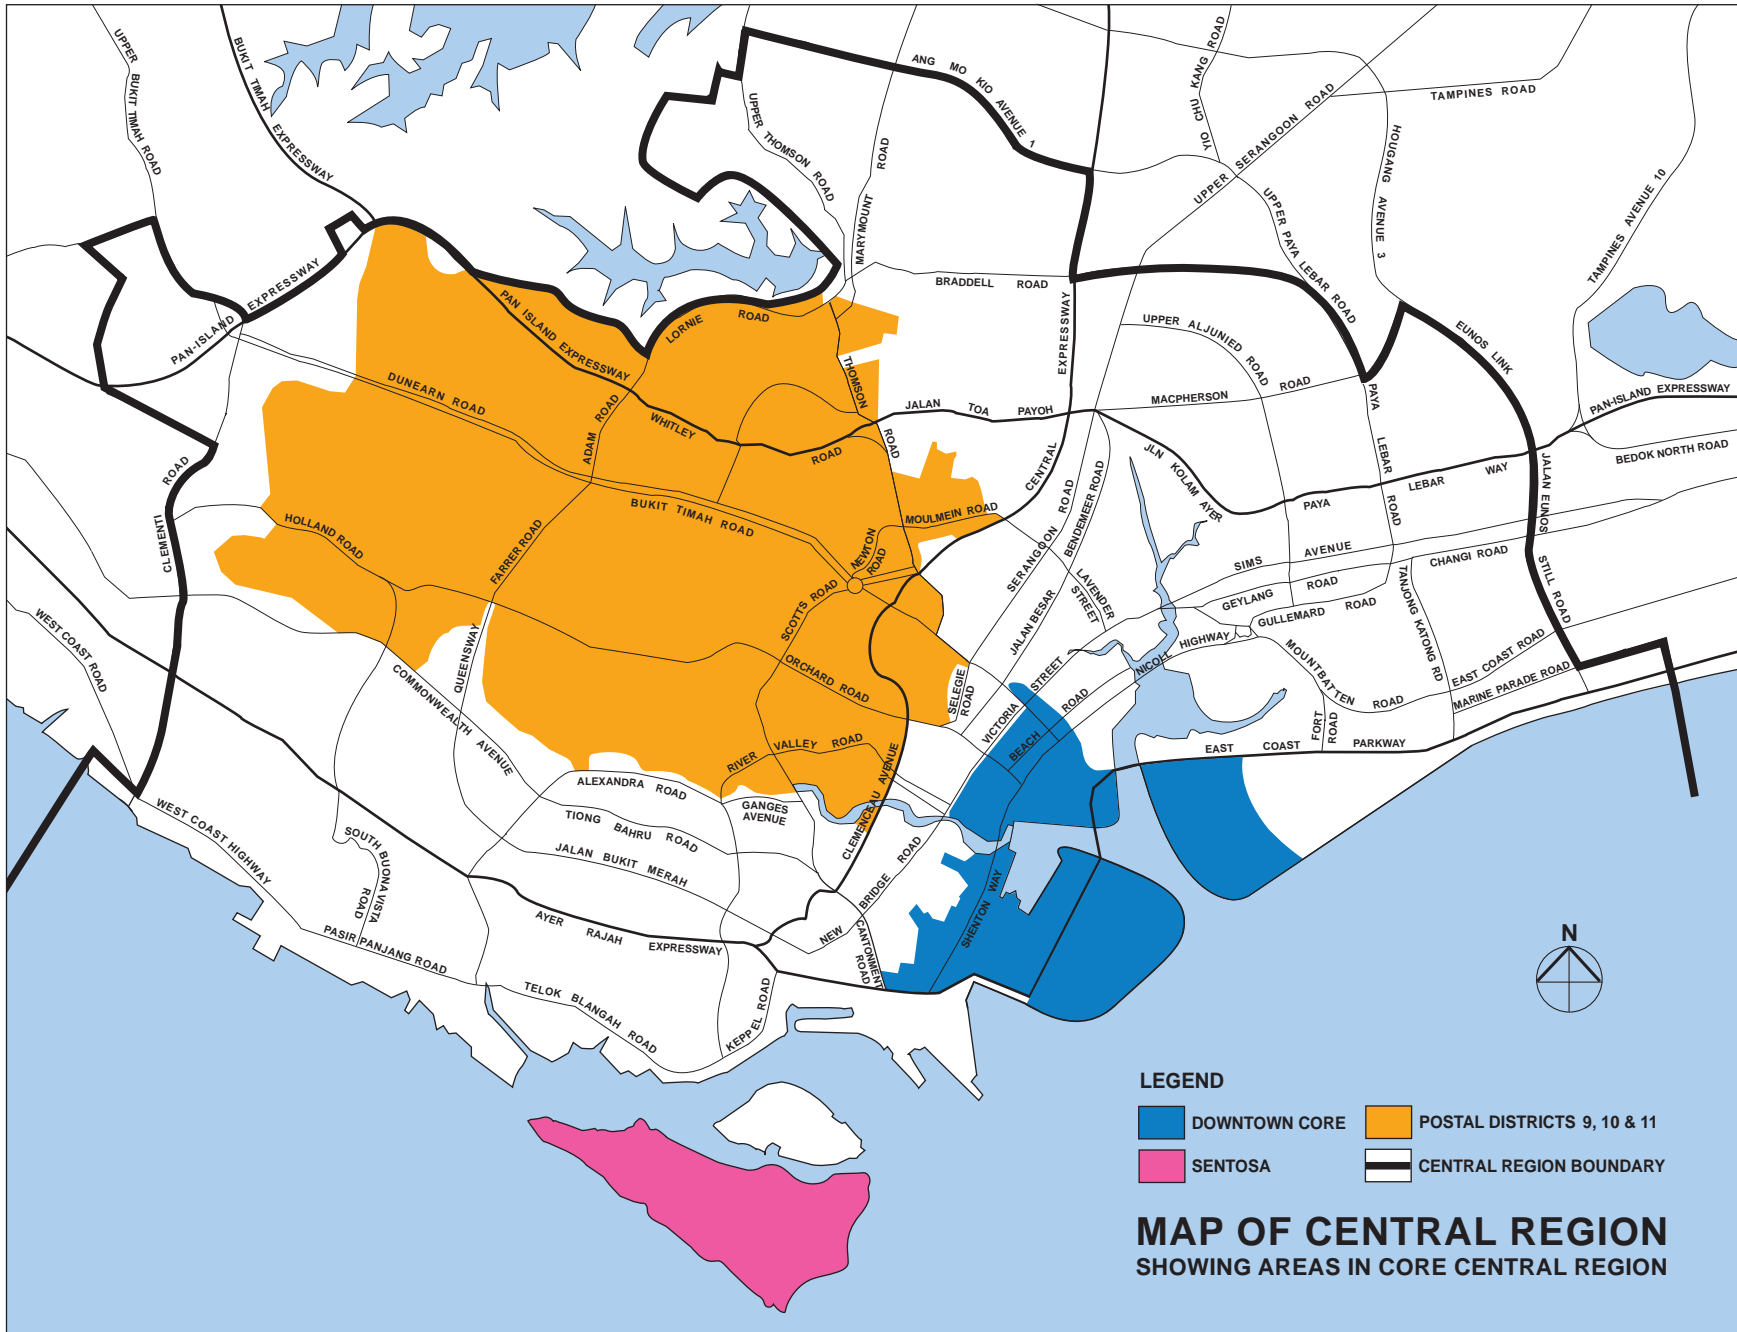 UPPER BUKIT TIMAH ROAD
BUKIT TIMAH EXPRESSWAY
ANG MO KIO AVENUE 1
UPPER THOMSON ROAD
MARYMOUNT ROAD
YIO CHU KANG ROAD
UPPER SERANGOON ROAD
TAMPINES ROAD
HOUGANG AVENUE 3
UPPER PAYA LEBAR ROAD
TAMPINES AVENUE 10
PAN-ISLAND EXPRESSWAY
PAN ISLAND EXPRESSWAY
LORNIE ROAD
BRADDELL ROAD
CENTRAL EXPRESSWAY
UPPER ALJUNIED ROAD
EUNOS LINK
DUNEARN ROAD
ADAM ROAD
WHITLEY ROAD
THOMSON ROAD
JALAN TOA PAYOH
MACPHERSON ROAD
PAYA LEBAR ROAD
PAN-ISLAND EXPRESSWAY
BEDOK NORTH ROAD
CLEMENTI ROAD
HOLLAND ROAD
FARRER ROAD
BUKIT TIMAH ROAD
NEWTON
ROAD
MOULMEIN ROAD
SERANGOON ROAD
BENDEMEER ROAD
JLN KOLAM AYER
PAYA LEBAR WAY
JALAN EUNOS
SIMS AVENUE
CHANGI ROAD
GEYLANG ROAD
GULLEMARD ROAD
TANJONG KATONG RD
STILL ROAD
WEST COAST ROAD
QUEENSWAY
COMMONWEALTH AVENUE
SCOTTS ROAD
ORCHARD ROAD
SELEGIE
ROAD
JALAN BESAR
LAVENDER
STREET
VICTORIA STREET
BEACH ROAD
NICOLL HIGHWAY
MOUNTBATTEN ROAD
FORT
ROAD
EAST COAST ROAD
MARINE PARADE ROAD
EAST COAST PARKWAY
RIVER VALLEY ROAD
ALEXANDRA ROAD
GANGES
AVENUE
CLEMENCEAU AVENUE
TIONG BAHRU ROAD
JALAN BUKIT MERAH
WEST COAST HIGHWAY
SOUTH BUONA VISTA
ROAD
PASIR PANJANG ROAD
AYER RAJAH EXPRESSWAY
NEW BRIDGE ROAD
CANTONMENT
ROAD
SHENTON WAY
TELOK BLANGAH ROAD
KEPPEL ROAD
N
LEGEND
DOWNTOWN CORE
POSTAL DISTRICTS 9, 10 & 11
SENTOSA
CENTRAL REGION BOUNDARY
MAP OF CENTRAL REGION
SHOWING AREAS IN CORE CENTRAL REGION